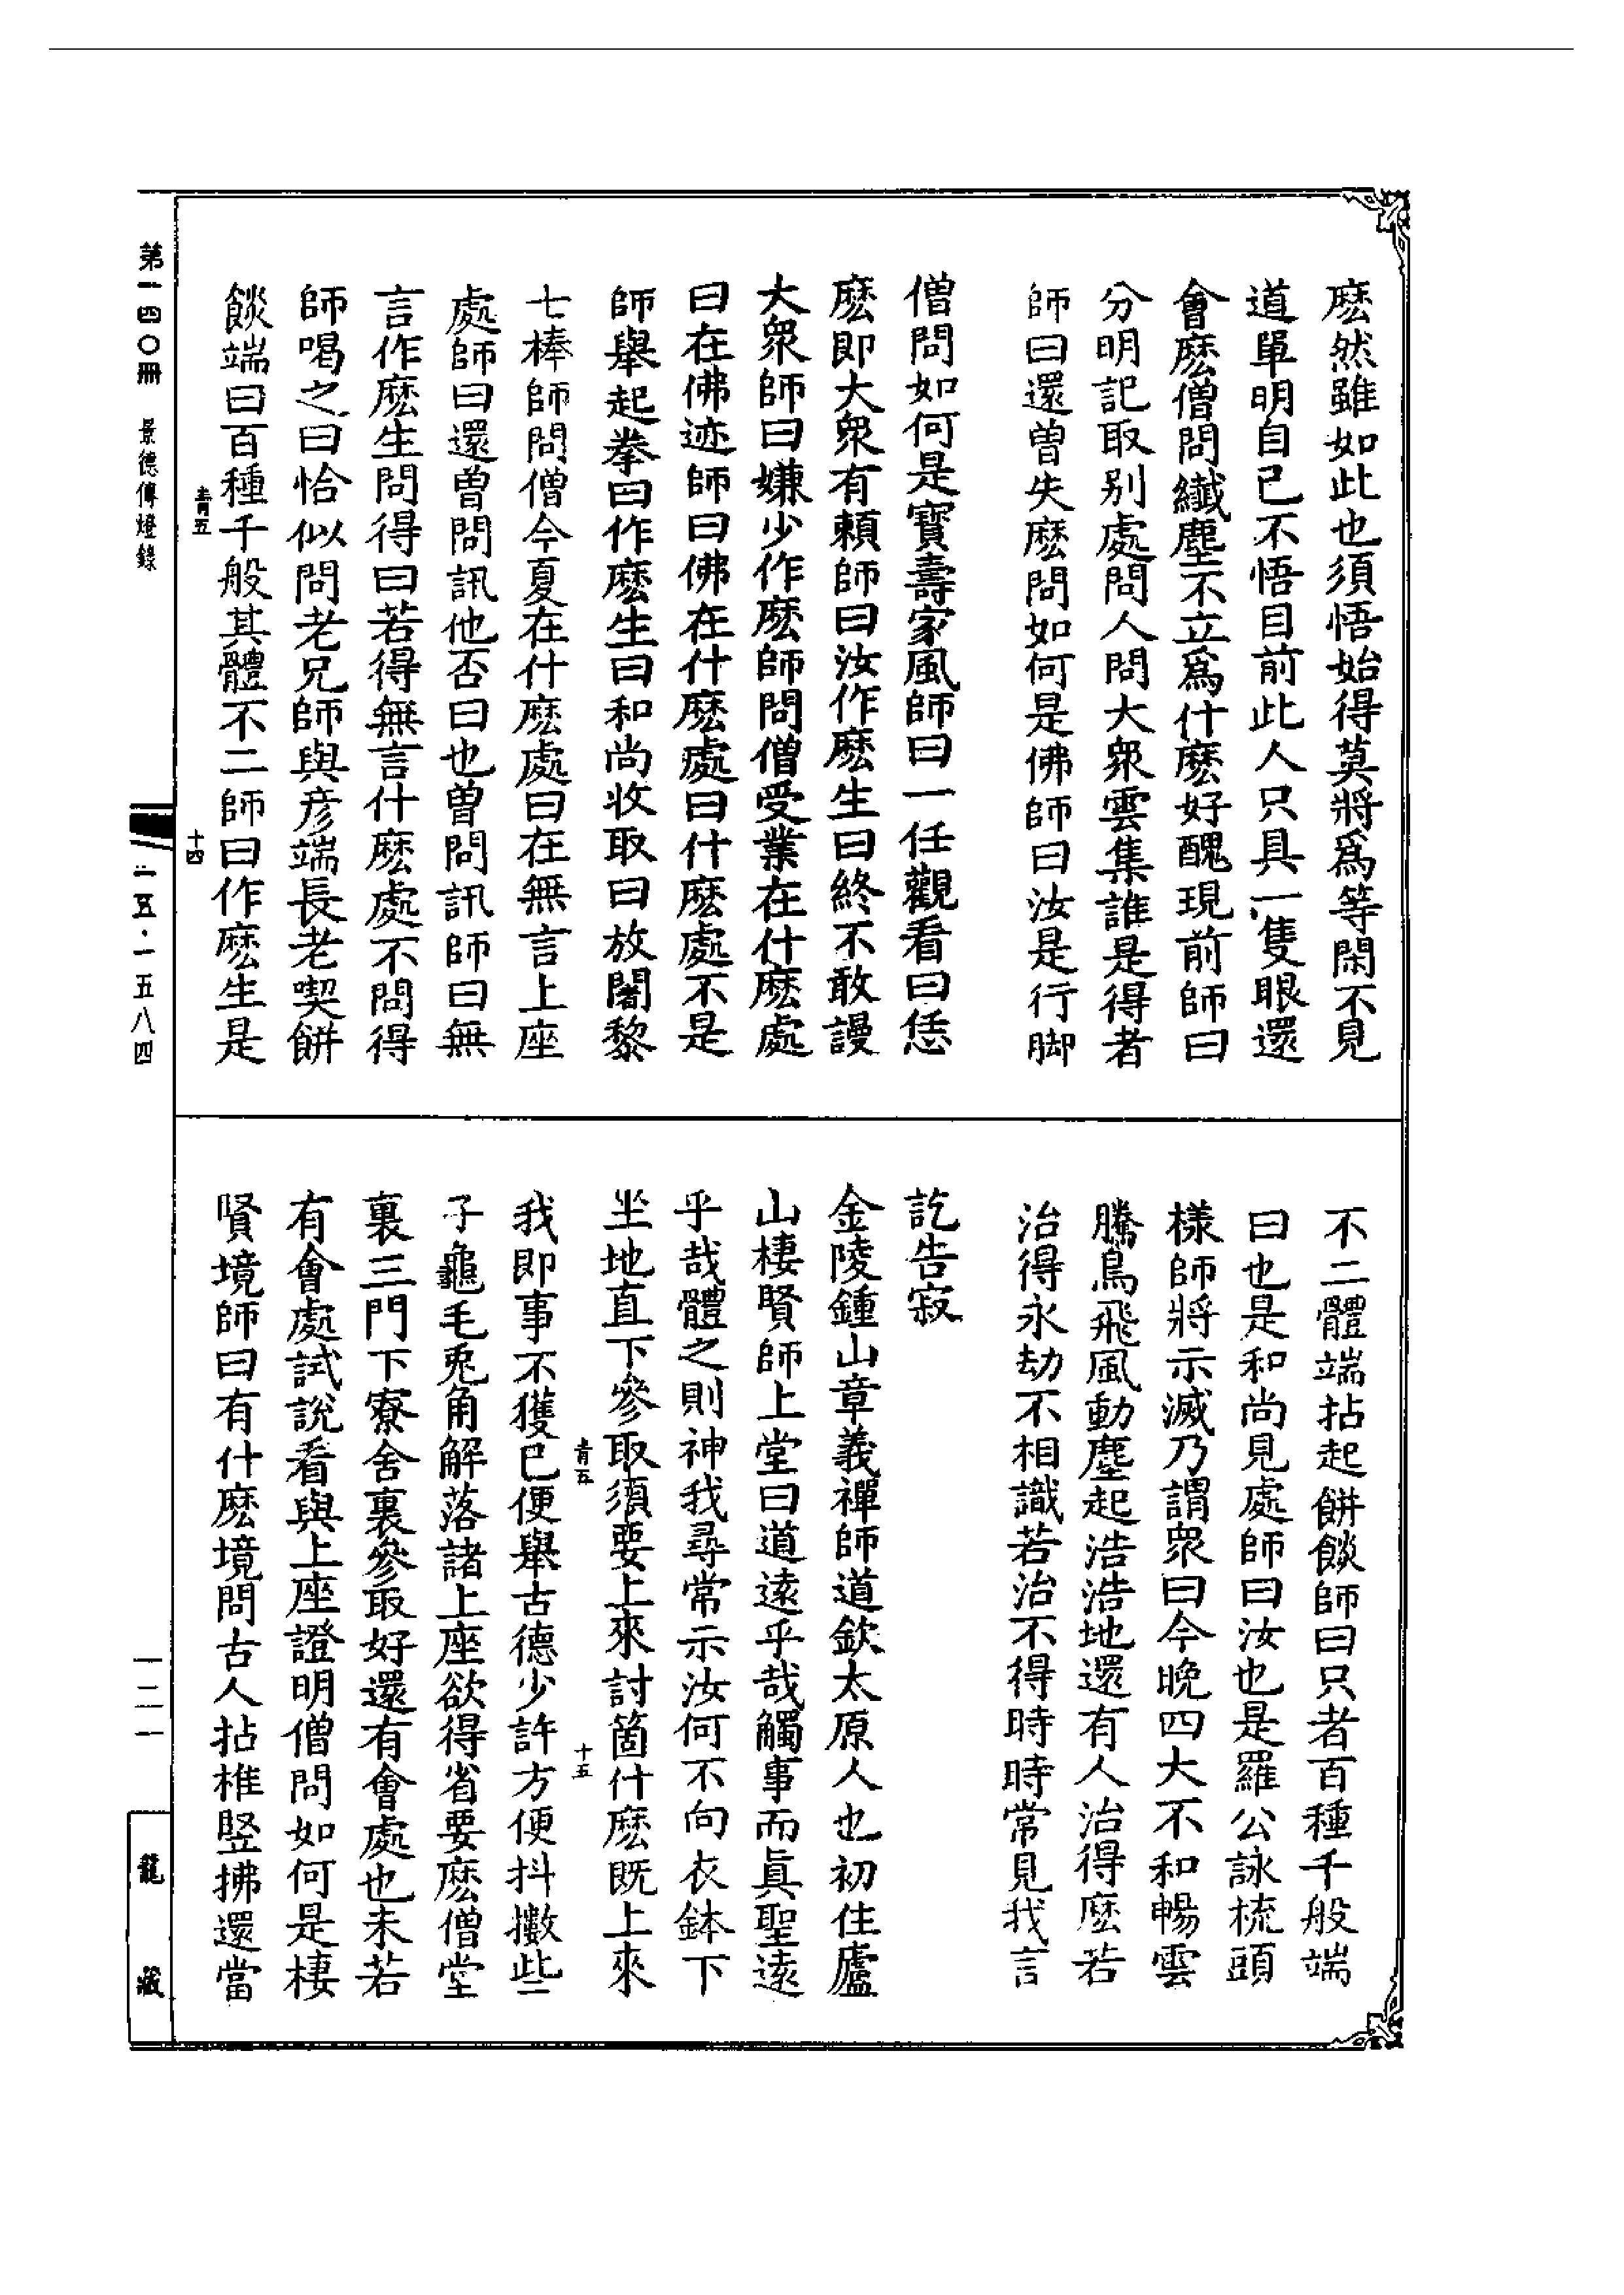 麽然雖如此也須悟始得莫將爲等閑不見
道單明自己不悟目前此人只具一隻眼還
會麽僧問纎塵不立爲什麽好醜現前師曰
分明記取别處問人問大衆雲集誰是得者
師曰還曽失麽問如何是佛師曰汝是行脚
僧問如何是寶壽家風師曰一任觀看曰恁
麽即大衆有頼師曰汝作麽生曰終不敢謾
大衆師曰嫌少作麽師問僧受業在什麽處
曰在佛迹師曰佛在什麽處曰什麽處不是
師舉起拳曰作麽生曰和尚收取曰放闍黎
七棒師問僧今夏在什麽處曰在無言上座
處師曰還曽問訊他否曰也曽問訊師曰無
言作麽生問得曰若得無言什麽處不問得
師喝之曰恰似問老兄師與彦端長老喫餅
餤端曰百種千般其體不二師曰作麽生是
青五
十四
不二體端拈起餅餤師曰只者百種千般端
曰也是和尚見處師曰汝也是羅公詠梳頭
樣師將示滅乃謂衆曰今晚四大不和暢雲
騰鳥飛風動塵起浩浩地還有人治得麽若
治得永劫不相識若治不得時時常見我言
訖告寂
金陵鍾山章義禪師道欽太原人也初住廬
山棲賢師上堂曰道遠乎哉觸事而眞聖遠
乎哉體之則神我尋常示汝何不向衣鉢下
坐地直下參取須要上來討箇什麽既上來
青五
十五
我即事不獲已便舉古德少許方便抖擻些
子龜毛兎角解落諸上座欲得省要麽僧堂
裏三門下寮舍裏參取好還有會處也未若
有會處試說看與上座證明僧問如何是棲
賢境師曰有什麽境問古人拈椎竪拂還當
第一四〇冊
景德傳燈錄
二五·一五八四
一二一
龍藏